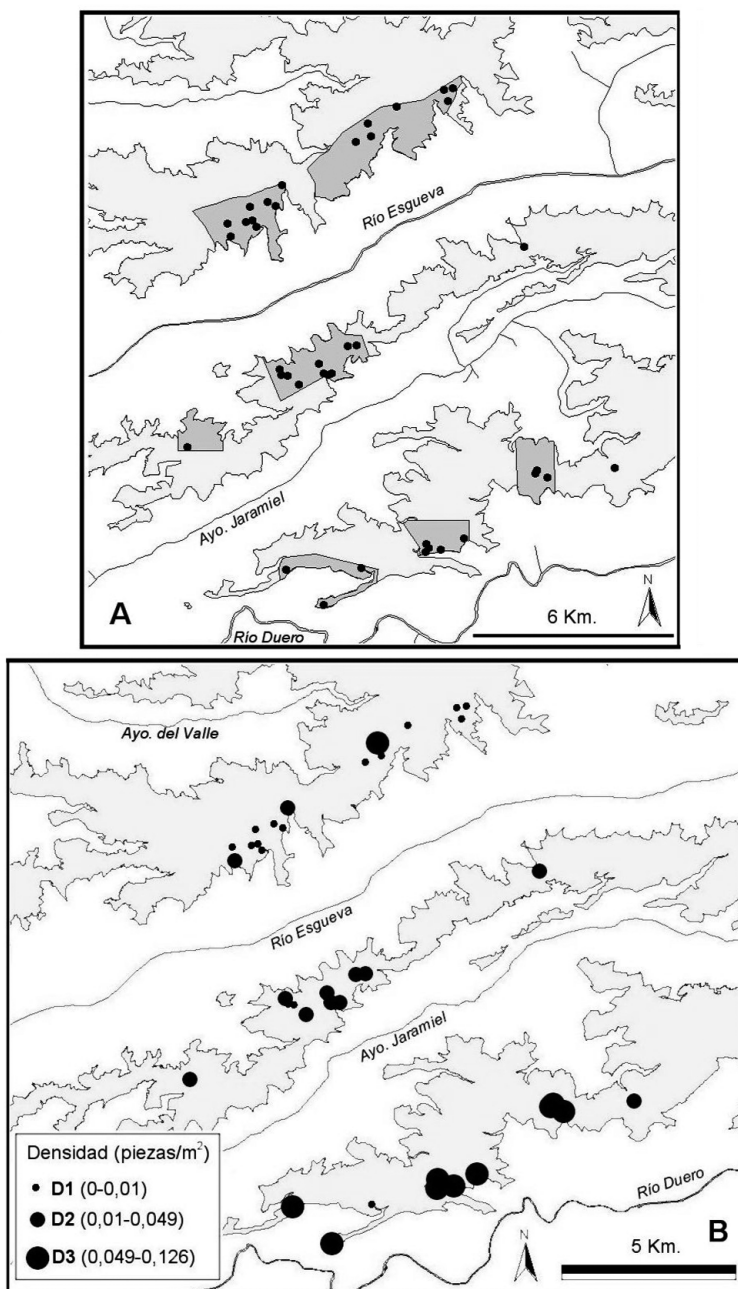 Río Esgueva
Ayo. Jaramiel
N
A
6 Km.
Río Duero
Ayo. del Valle
Río Esgueva
Ayo. Jaramiel
Densidad (piezas/m²)
D1 (0-0,01)
D2 (0,01-0,049)
D3 (0,049-0,126)
Río Duero
N
B
5 Km.